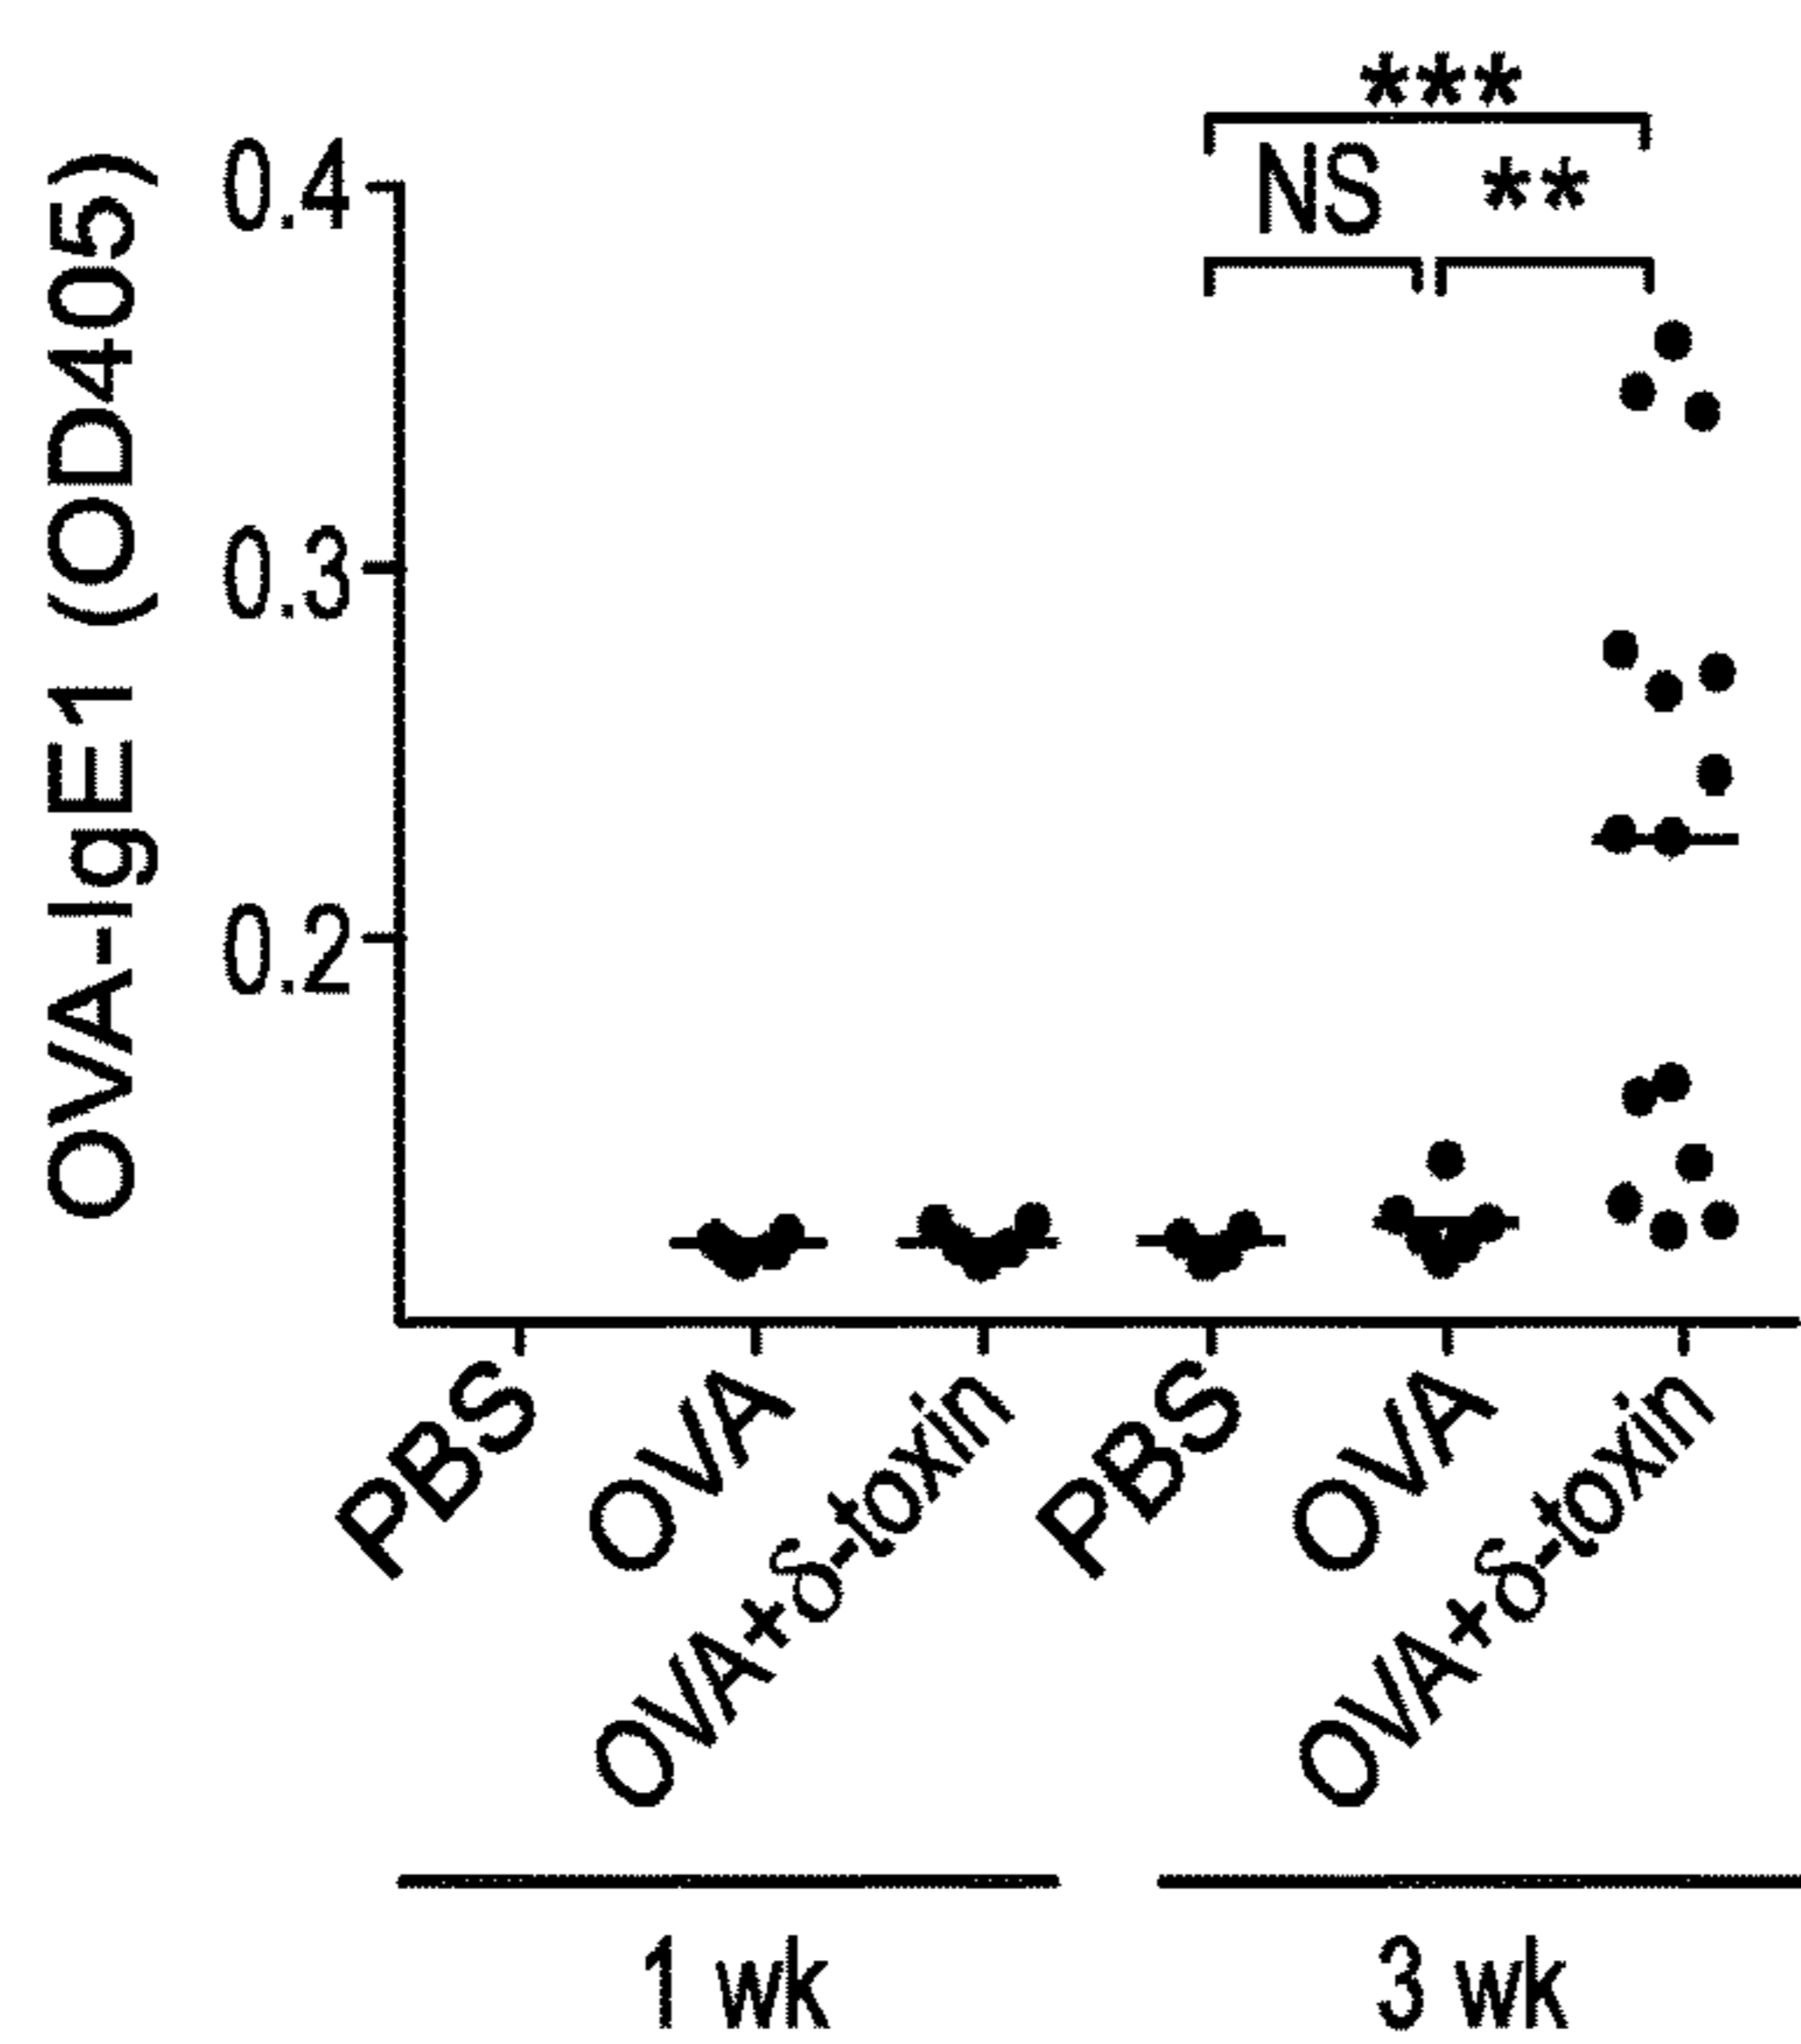 ***
NS **
OVA-IgE1 (OD405)
0.4
0.3
0.2
PBS
OVA
OVA+δ-toxin
PBS
OVA
OVA+δ-toxin
1 wk
3 wk